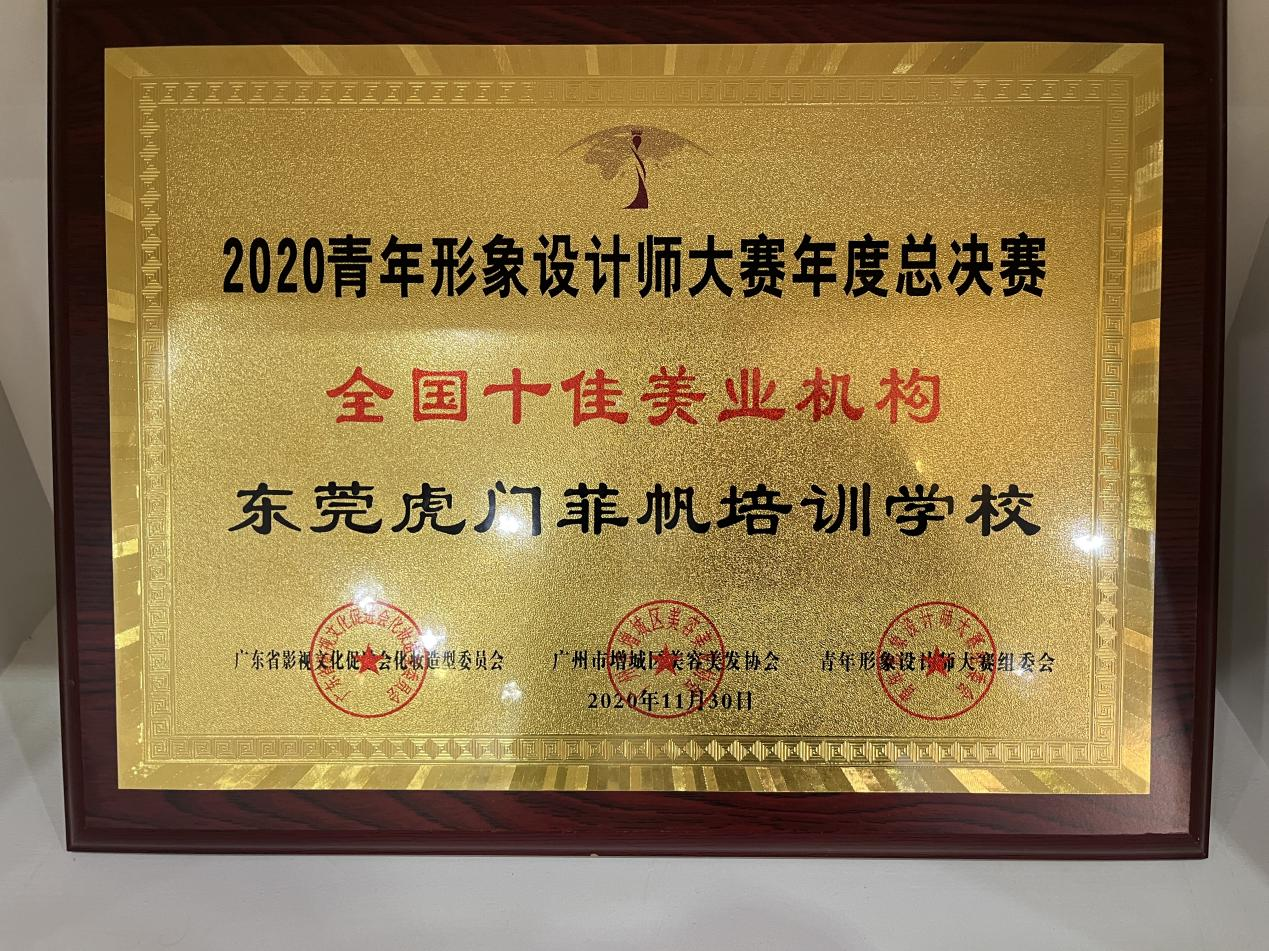 2020青年形象设计师大赛年度总决赛
全国十佳美业机构
东莞虎门菲帆培训学校
广东省影视文化促进会化妆造型委员会
广州市增城区美容美发协会
青年形象设计师大赛组委会
2020年11月30日